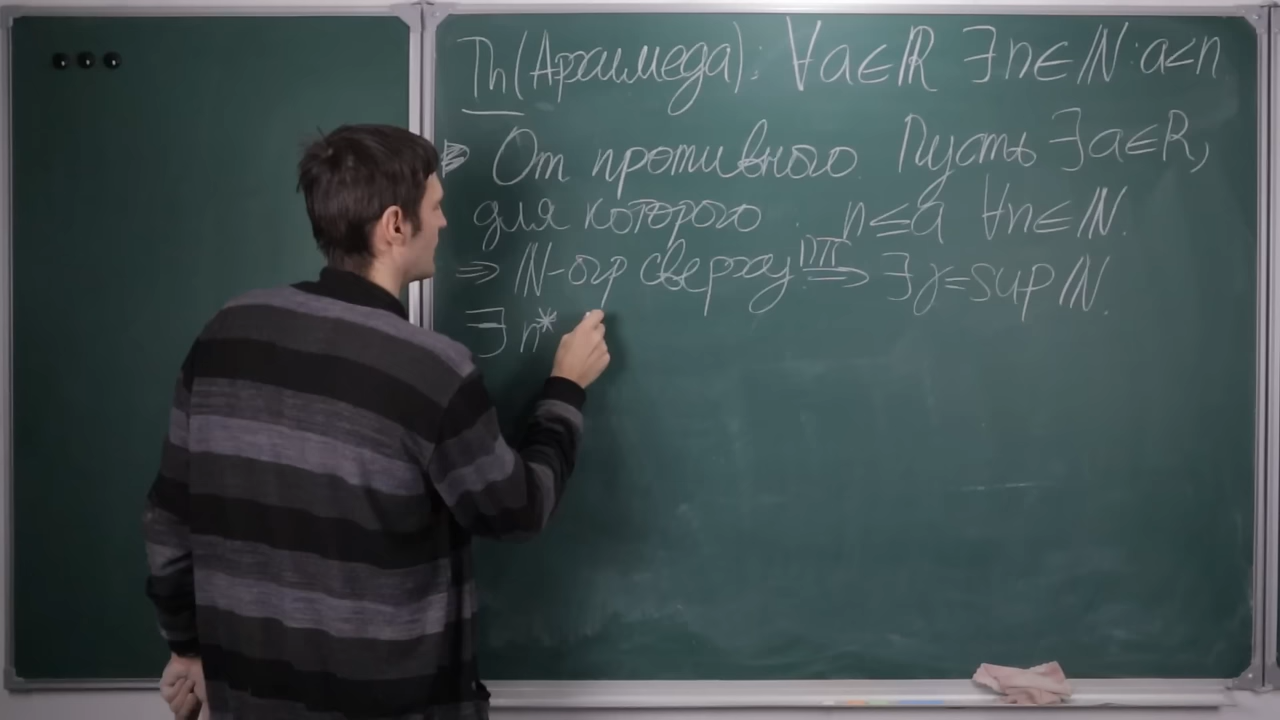 Th(Архимеда): ∀a∈ℝ ∃n∈ℕ: a<n
От противного. Пусть ∃a∈ℝ,
для которого : n≤a ∀n∈ℕ.
⇒ ℕ-огр сверху ⇒ ∃γ=sup ℕ.
∃ n*